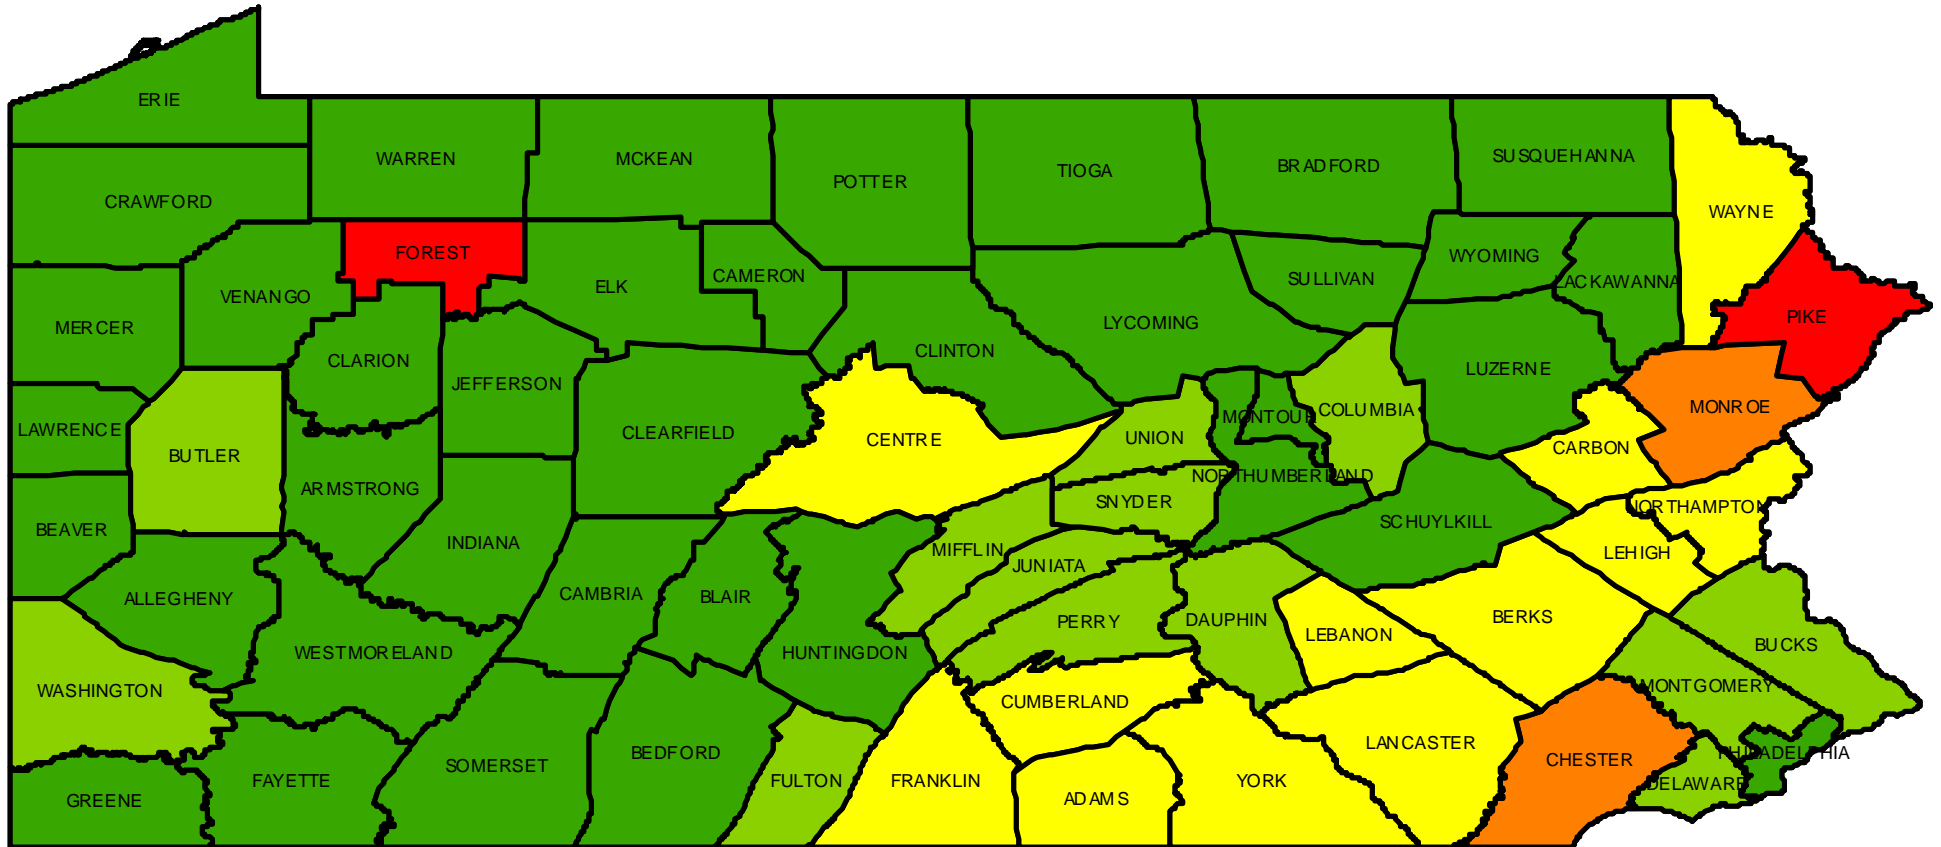 ERIE
WARREN
MCKEAN
POTTER
TIOGA
BRADFORD
SUSQUEHANNA
CRAWFORD
WAYNE
FOREST
WYOMING
CAMERON
SULLIVAN
LACKAWANNA
ELK
VENANGO
MERCER
LYCOMING
PIKE
CLINTON
CLARION
LUZERNE
JEFFERSON
MONROE
COLUMBIA
MONTOUR
LAWRENCE
CLEARFIELD
CENTRE
UNION
CARBON
BUTLER
NORTHUMBERLAND
ARMSTRONG
SNYDER
NORTHAMPTON
SCHUYLKILL
BEAVER
INDIANA
MIFFLIN
LEHIGH
JUNIATA
ALLEGHENY
CAMBRIA
BLAIR
PERRY
DAUPHIN
BERKS
LEBANON
BUCKS
WESTMORELAND
HUNTINGDON
WASHINGTON
MONTGOMERY
CUMBERLAND
LANCASTER
PHILADELPHIA
BEDFORD
SOMERSET
CHESTER
FAYETTE
FULTON
FRANKLIN
YORK
DELAWARE
GREENE
ADAMS